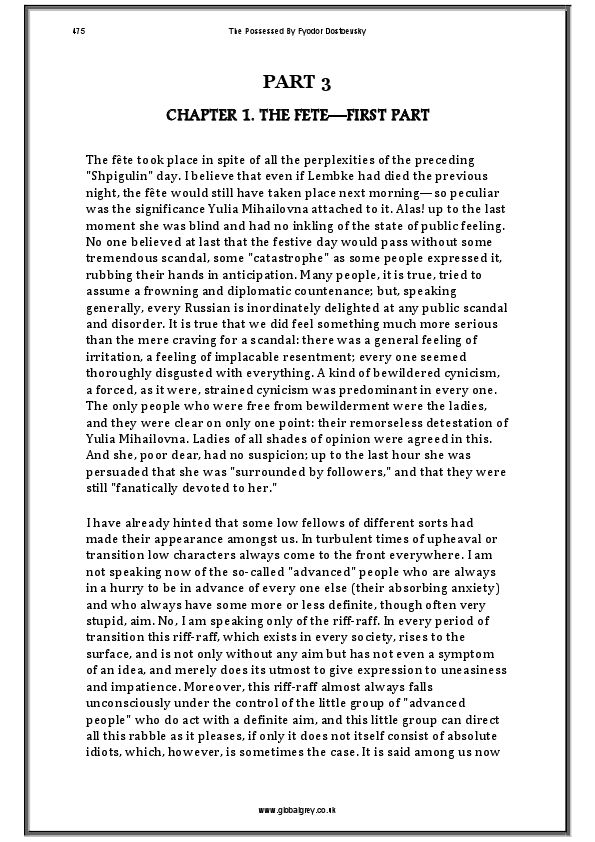 475 The Possessed By Fyodor Dostoevsky
PART 3
CHAPTER 1. THE FETE—FIRST PART
The fête took place in spite of all the perplexities of the preceding
"Shpigulin" day. I believe that even if Lembke had died the previous
night, the fête would still have taken place next morning—so peculiar
was the significance Yulia Mihailovna attached to it. Alas! up to the last
moment she was blind and had no inkling of the state of public feeling.
No one believed at last that the festive day would pass without some
tremendous scandal, some "catastrophe" as some people expressed it,
rubbing their hands in anticipation. Many people, it is true, tried to
assume a frowning and diplomatic countenance; but, speaking
generally, every Russian is inordinately delighted at any public scandal
and disorder. It is true that we did feel something much more serious
than the mere craving for a scandal: there was a general feeling of
irritation, a feeling of implacable resentment; every one seemed
thoroughly disgusted with everything. A kind of bewildered cynicism,
a forced, as it were, strained cynicism was predominant in every one.
The only people who were free from bewilderment were the ladies,
and they were clear on only one point: their remorseless detestation of
Yulia Mihailovna. Ladies of all shades of opinion were agreed in this.
And she, poor dear, had no suspicion; up to the last hour she was
persuaded that she was "surrounded by followers," and that they were
still "fanatically devoted to her."
I have already hinted that some low fellows of different sorts had
made their appearance amongst us. In turbulent times of upheaval or
transition low characters always come to the front everywhere. I am
not speaking now of the so-called "advanced" people who are always
in a hurry to be in advance of every one else (their absorbing anxiety)
and who always have some more or less definite, though often very
stupid, aim. No, I am speaking only of the riff-raff. In every period of
transition this riff-raff, which exists in every society, rises to the
surface, and is not only without any aim but has not even a symptom
of an idea, and merely does its utmost to give expression to uneasiness
and impatience. Moreover, this riff-raff almost always falls
unconsciously under the control of the little group of "advanced
people" who do act with a definite aim, and this little group can direct
all this rabble as it pleases, if only it does not itself consist of absolute
idiots, which, however, is sometimes the case. It is said among us now
www.globalgrey.co.uk